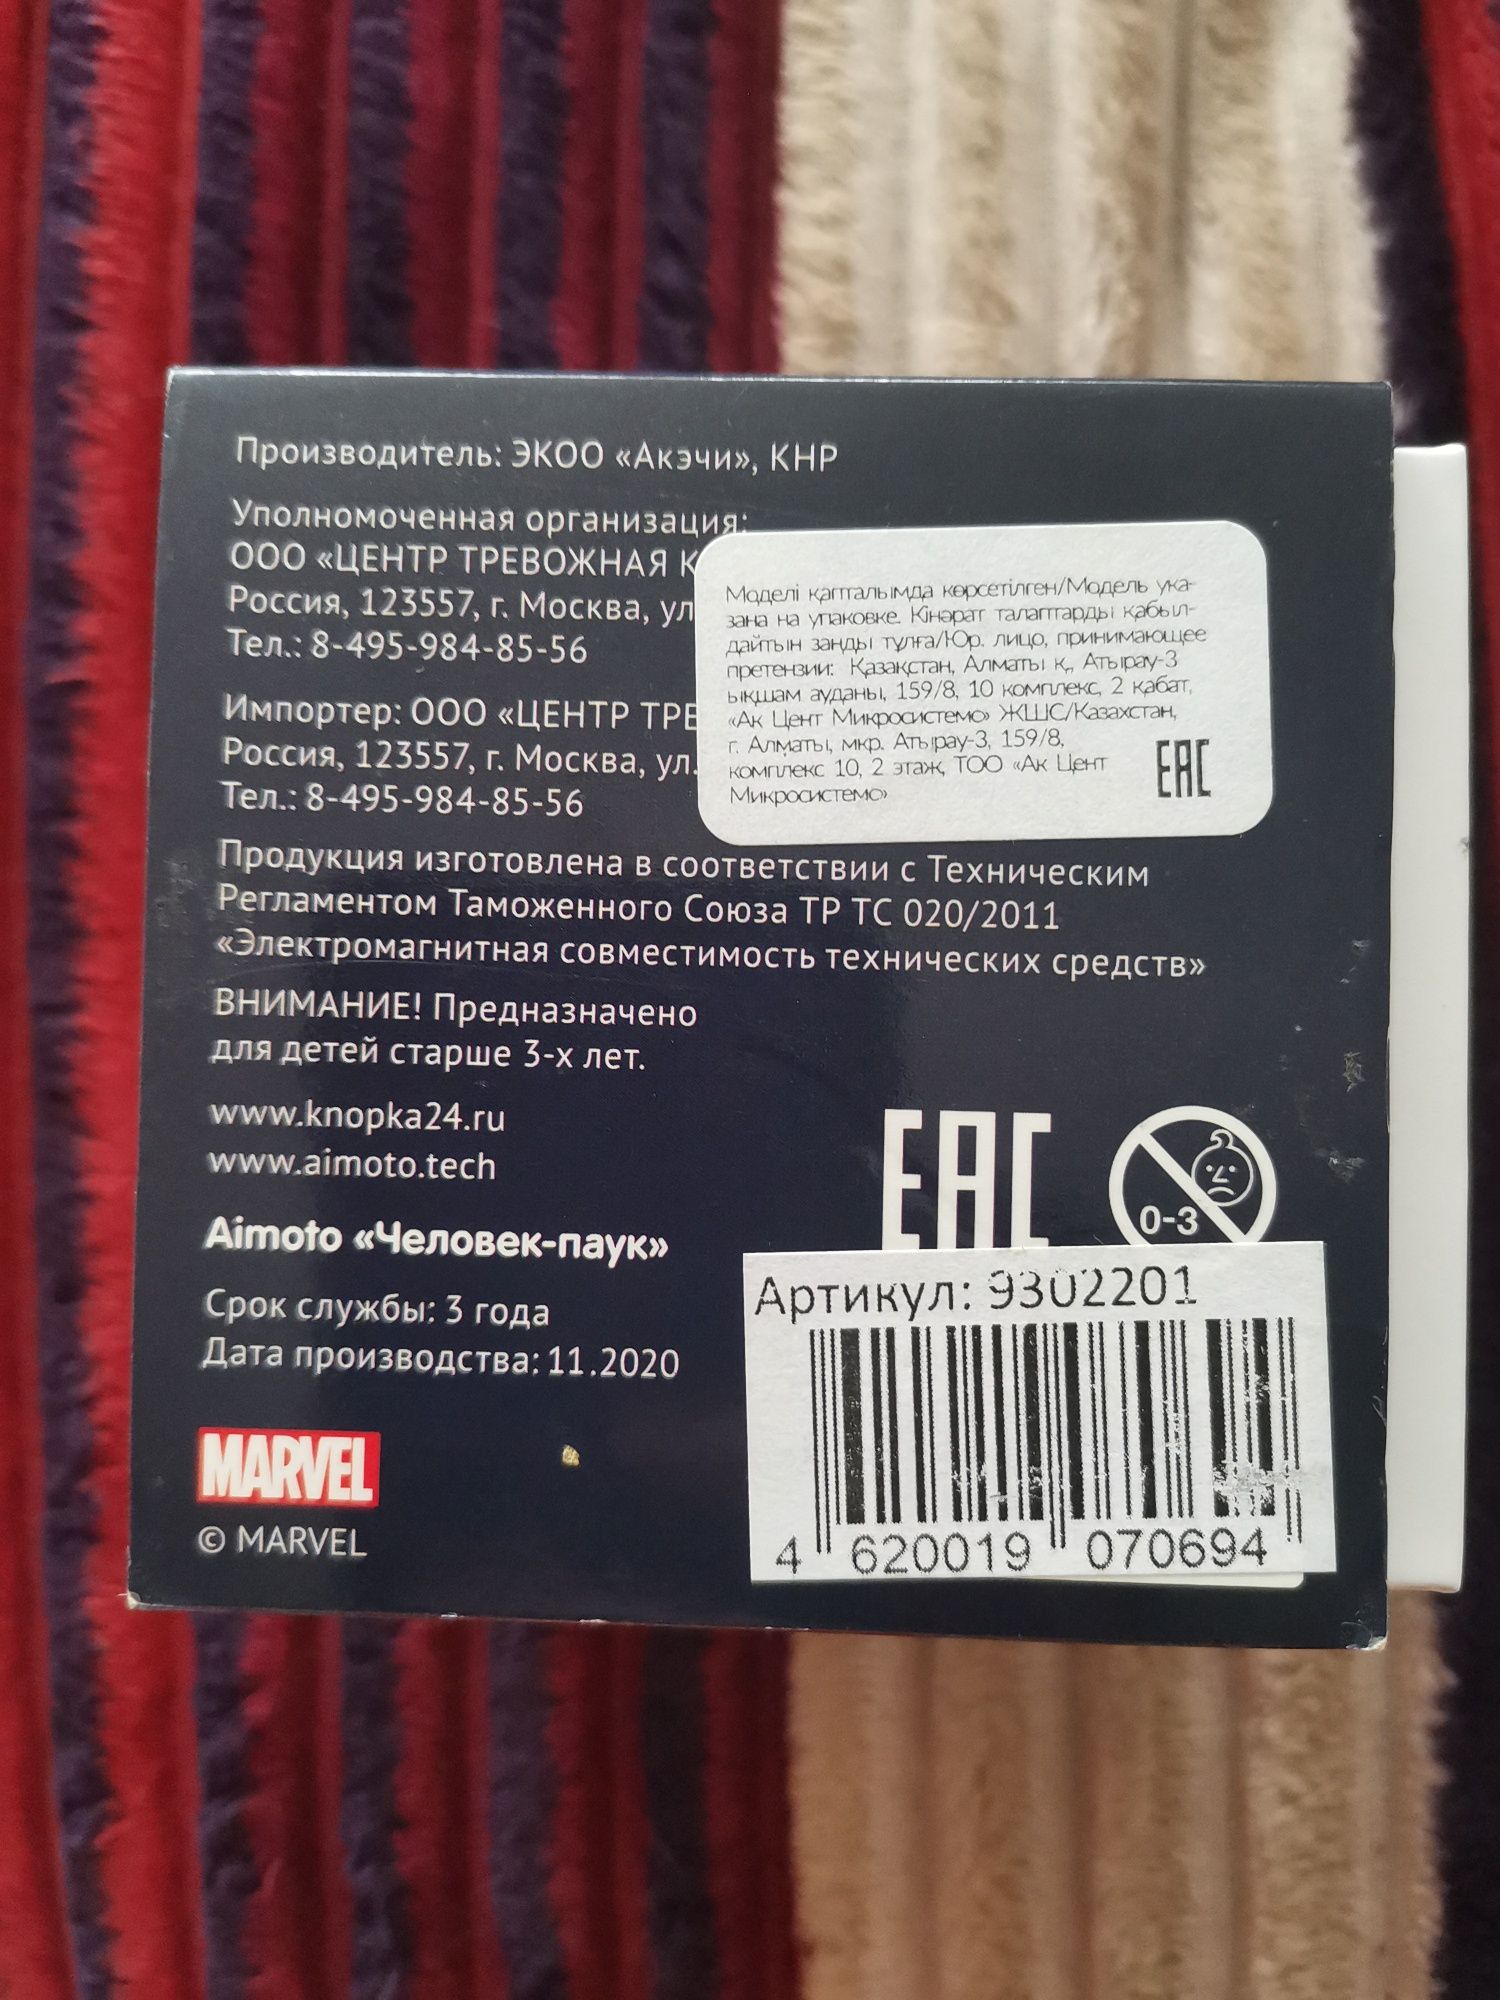 Производитель: ЭКОО «Акэчи», КНР
Уполномоченная организация:
ООО «ЦЕНТР ТРЕВОЖНАЯ К
Россия, 123557, г. Москва, ул
Тел.: 8-495-984-85-56
Импортер: ООО «ЦЕНТР ТРЕ
Россия, 123557, г. Москва, ул.
Тел.: 8-495-984-85-56
Моделі қапталымда көрсетілген/Модель ука-
зана на упаковке. Кінәрат талаптарды қабыл-
дайтын заңды тұлға/Юр. лицо, принимающее
претензии: Қазақстан, Алматы қ., Атырау-3
ықшам ауданы, 159/8, 10 комплекс, 2 қабат,
«Ак Цент Микросистемс» ЖШС/Казахстан,
г. Алматы, мкр. Атырау-3, 159/8,
комплекс 10, 2 этаж, ТОО «Ак Цент
Микросистемс»
EAC
Продукция изготовлена в соответствии с Техническим
Регламентом Таможенного Союза ТР ТС 020/2011
«Электромагнитная совместимость технических средств»
ВНИМАНИЕ! Предназначено
для детей старше 3-х лет.
www.knopka24.ru
www.aimoto.tech
EAC
0-3
Aimoto «Человек-паук»
Срок службы: 3 года
Дата производства: 11.2020
MARVEL
© MARVEL
Артикул: 9302201
4 620019 070694